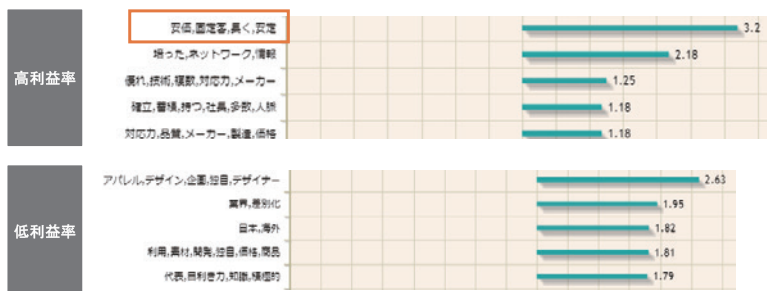 高利益率
安価,固定客,長く,安定
3.2
培った,ネットワーク,情報
2.18
優れ,技術,複数,対応力,メーカー
1.25
確立,蓄積,持つ,社員,多数,人脈
1.18
対応力,品質,メーカー,製造,価格
1.18
低利益率
アパレル,デザイン,企画,独自,デザイナー
2.63
業界,差別化
1.95
日本,海外
1.82
利用,素材,開発,独自,価格,商品
1.81
代表,目利き力,知識,積極的
1.79